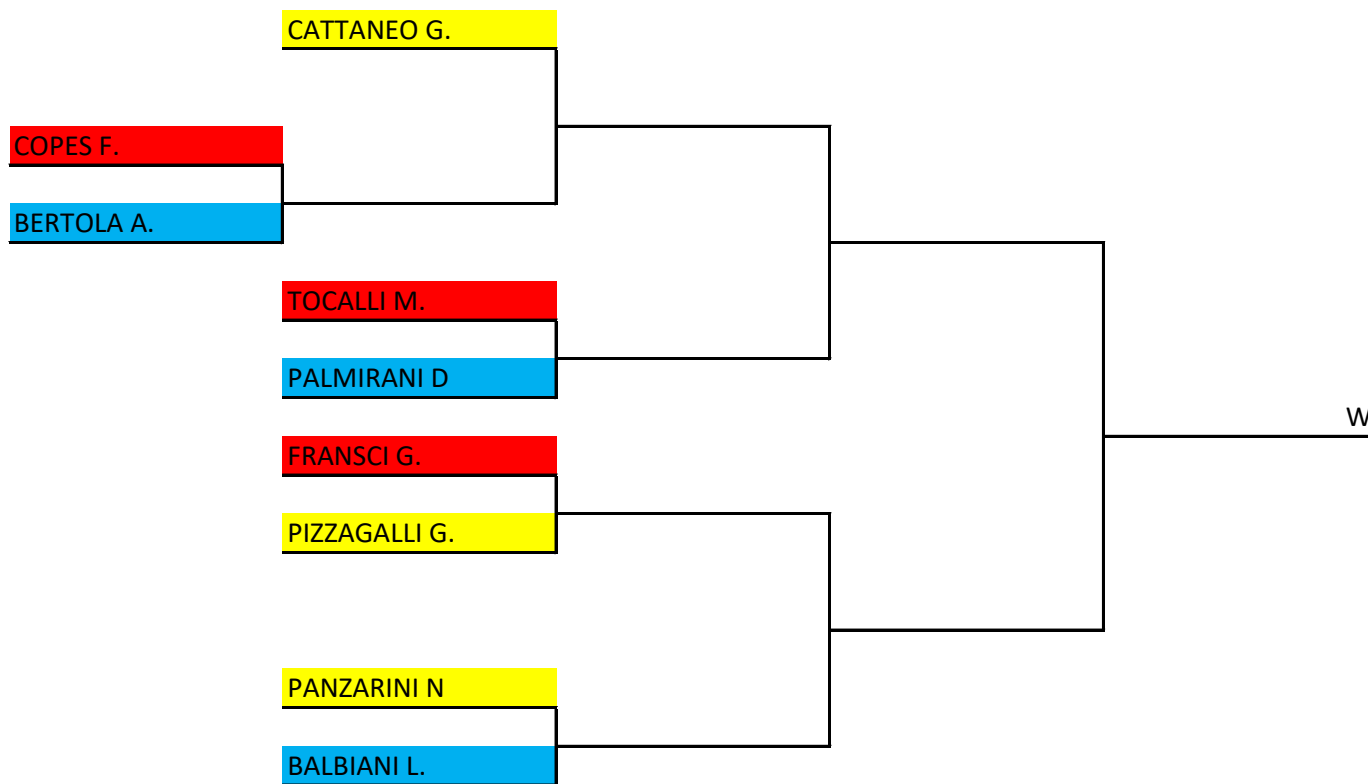 CATTANEO G.
COPES F.
BERTOLA A.
TOCALLI M.
PALMIRANI D
FRANSCI G.
PIZZAGALLI G.
PANZARINI N
BALBIANI L.